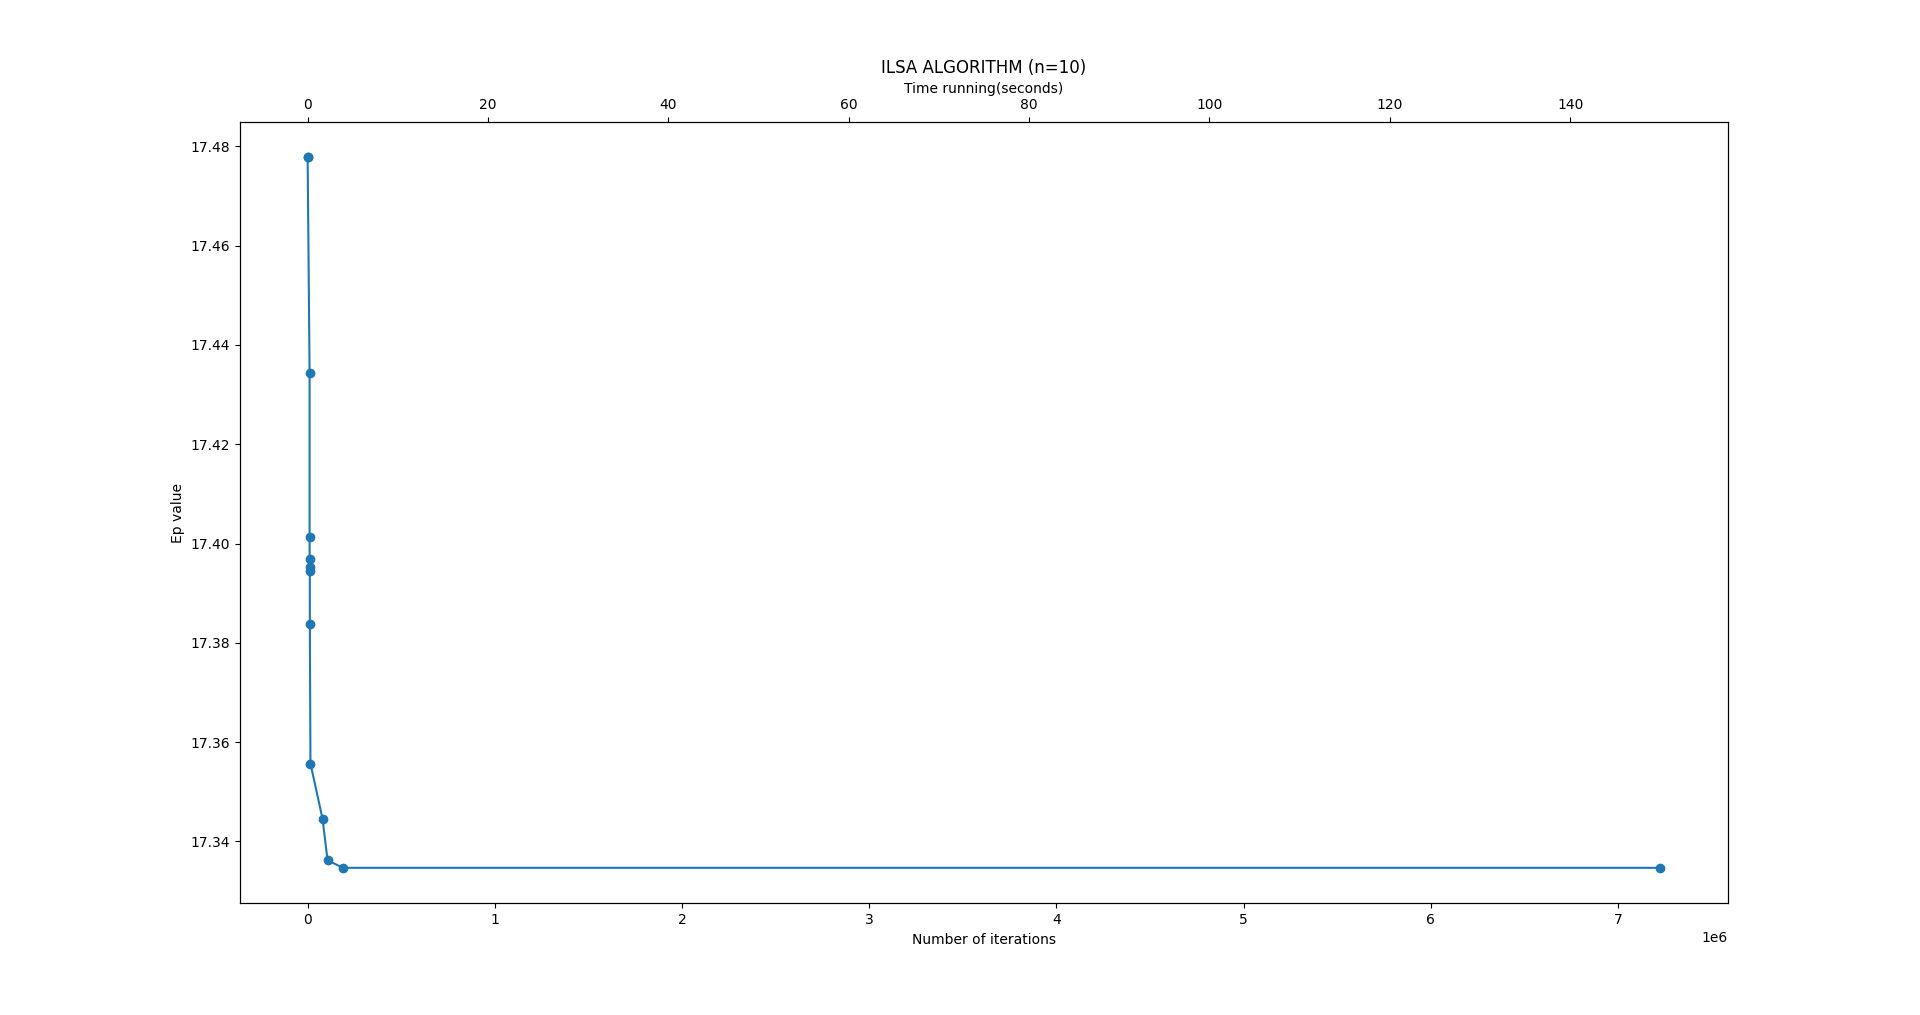 ILSA ALGORITHM (n=10)
Time running(seconds)
0 20 40 60 80 100 120 140
17.48
17.46
17.44
17.42
17.40
17.38
17.36
17.34
Ep value
0 1 2 3 4 5 6 7
Number of iterations
1e6